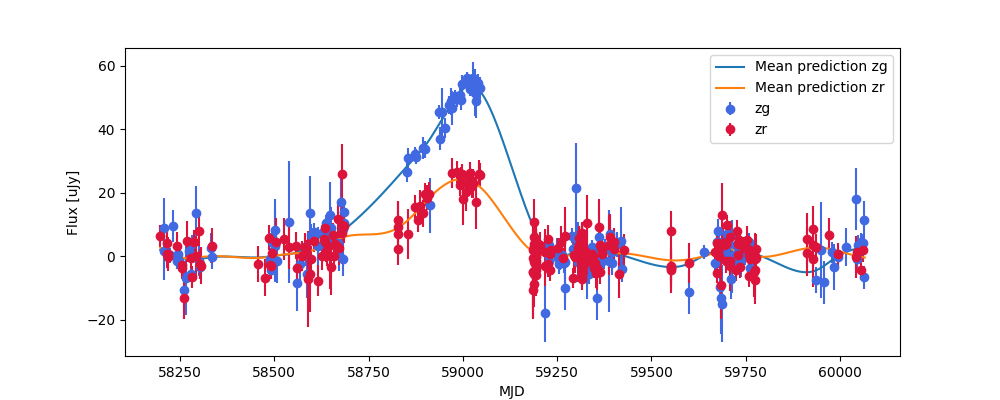 60
40
20
0
−20
Flux [uJy]
58250 58500 58750 59000 59250 59500 59750 60000
MJD
Mean prediction zg
Mean prediction zr
zg
zr